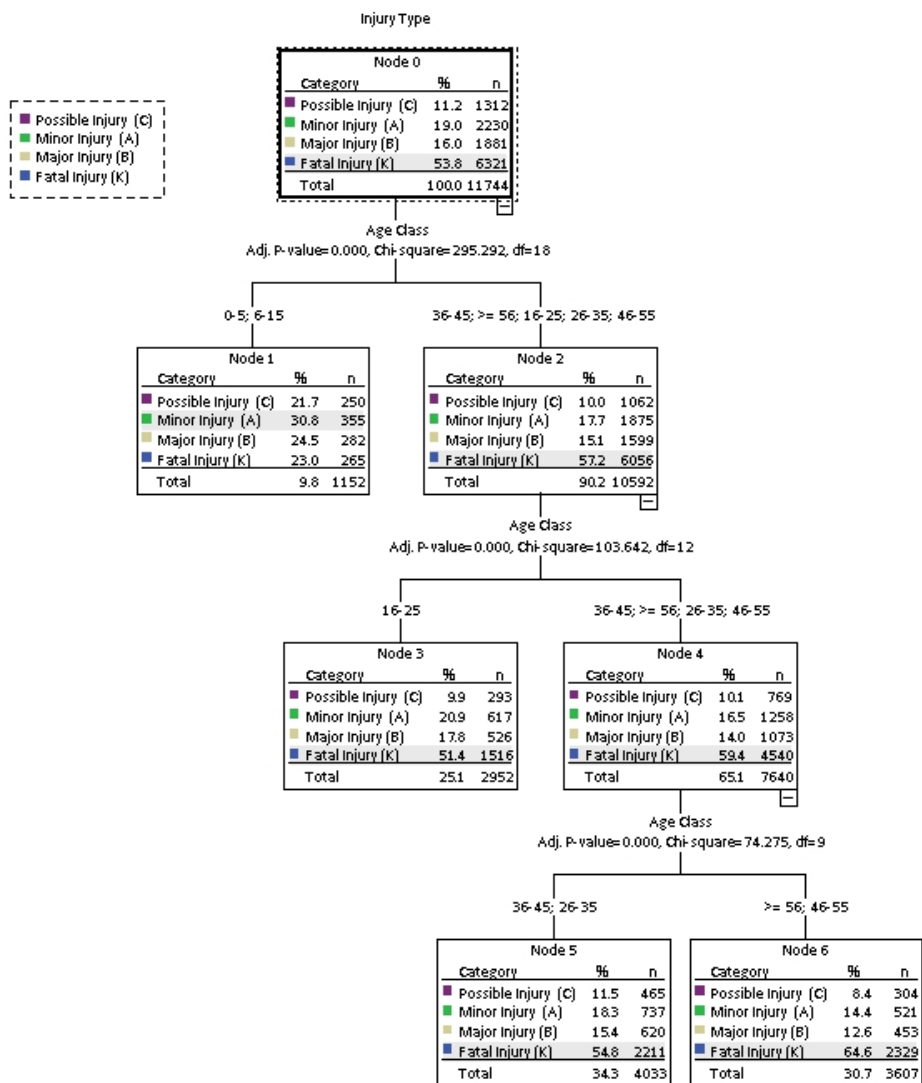 Injury Type
Possible Injury (C)
Minor Injury (A)
Major Injury (B)
Fatal Injury (K)
Node 0
Category % n
Possible Injury (C) 11.2 1312
Minor Injury (A) 19.0 2230
Major Injury (B) 16.0 1881
Fatal Injury (K) 53.8 6321
Total 100.0 11744
Age Class
Adj. P-value=0.000, Chi-square=295.292, df=18
0-5; 6-15
36-45; >= 56; 16-25; 26-35; 46-55
Node 1
Category % n
Possible Injury (C) 21.7 250
Minor Injury (A) 30.8 355
Major Injury (B) 24.5 282
Fatal Injury (K) 23.0 265
Total 9.8 1152
Node 2
Category % n
Possible Injury (C) 10.0 1062
Minor Injury (A) 17.7 1875
Major Injury (B) 15.1 1599
Fatal Injury (K) 57.2 6056
Total 90.2 10592
Age Class
Adj. P-value=0.000, Chi-square=103.642, df=12
16-25
36-45; >= 56; 26-35; 46-55
Node 3
Category % n
Possible Injury (C) 9.9 293
Minor Injury (A) 20.9 617
Major Injury (B) 17.8 526
Fatal Injury (K) 51.4 1516
Total 25.1 2952
Node 4
Category % n
Possible Injury (C) 10.1 769
Minor Injury (A) 16.5 1258
Major Injury (B) 14.0 1073
Fatal Injury (K) 59.4 4540
Total 65.1 7640
Age Class
Adj. P-value=0.000, Chi-square=74.275, df=9
36-45; 26-35
>= 56; 46-55
Node 5
Category % n
Possible Injury (C) 11.5 465
Minor Injury (A) 18.3 737
Major Injury (B) 15.4 620
Fatal Injury (K) 54.8 2211
Total 34.3 4033
Node 6
Category % n
Possible Injury (C) 8.4 304
Minor Injury (A) 14.4 521
Major Injury (B) 12.6 453
Fatal Injury (K) 64.6 2329
Total 30.7 3607